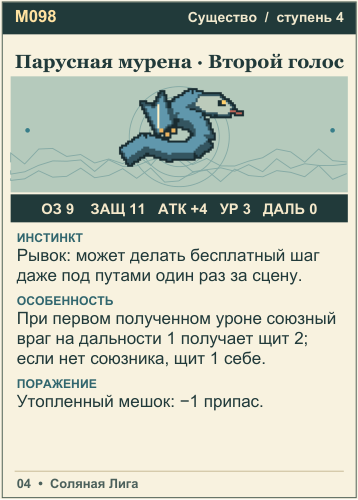 M098
Существо / ступень 4
Парусная мурена · Второй голос
ОЗ 9 ЗАЩ 11 АТК +4 УР 3 ДАЛЬ 0
ИНСТИНКТ
Рывок: может делать бесплатный шаг
даже под путами один раз за сцену.
ОСОБЕННОСТЬ
При первом полученном уроне союзный
враг на дальности 1 получает щит 2;
если нет союзника, щит 1 себе.
ПОРАЖЕНИЕ
Утопленный мешок: −1 припас.
04 • Соляная Лига